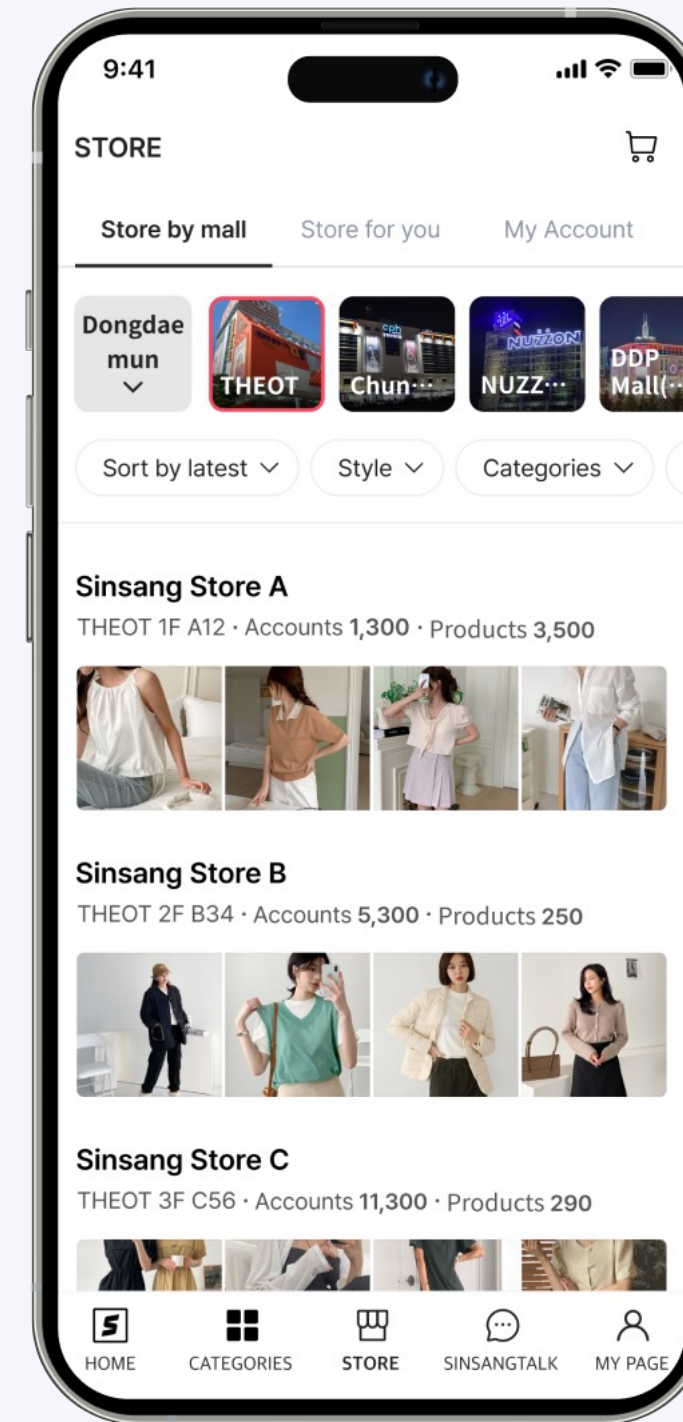 9:41
STORE
Store by mall
Store for you
My Account
Dongdae
mun
THEOT
cph
Chun···
NUZZON
NUZZ···
DDP
Mall(··
Sort by latest
Style
Categories
Sinsang Store A
THEOT 1F A12 · Accounts 1,300 · Products 3,500
Sinsang Store B
THEOT 2F B34 · Accounts 5,300 · Products 250
Sinsang Store C
THEOT 3F C56 · Accounts 11,300 · Products 290
HOME
CATEGORIES
STORE
SINSANGTALK
MY PAGE